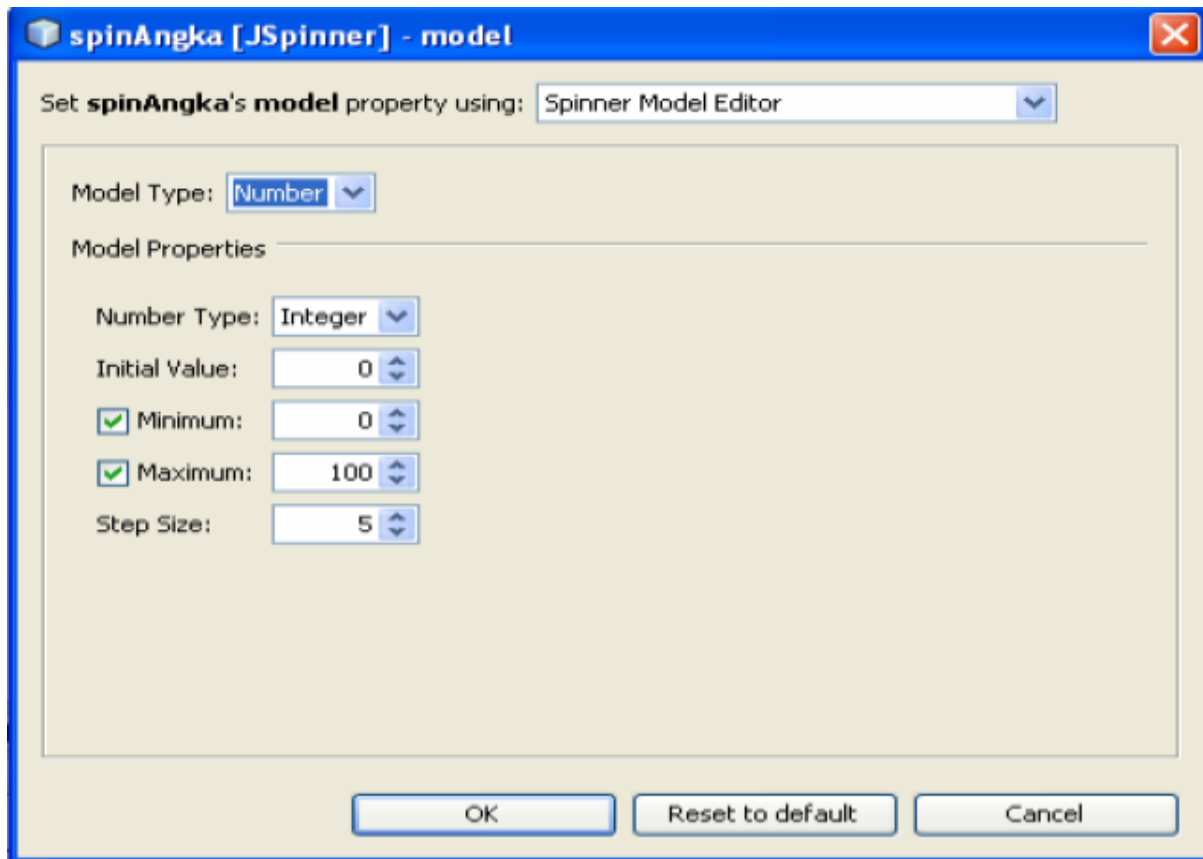 spinAngka [JSpinner] - model
Set spinAngka's model property using: Spinner Model Editor
Model Type: Number
Model Properties
Number Type: Integer
Initial Value: 0
Minimum: 0
Maximum: 100
Step Size: 5
OK Reset to default Cancel